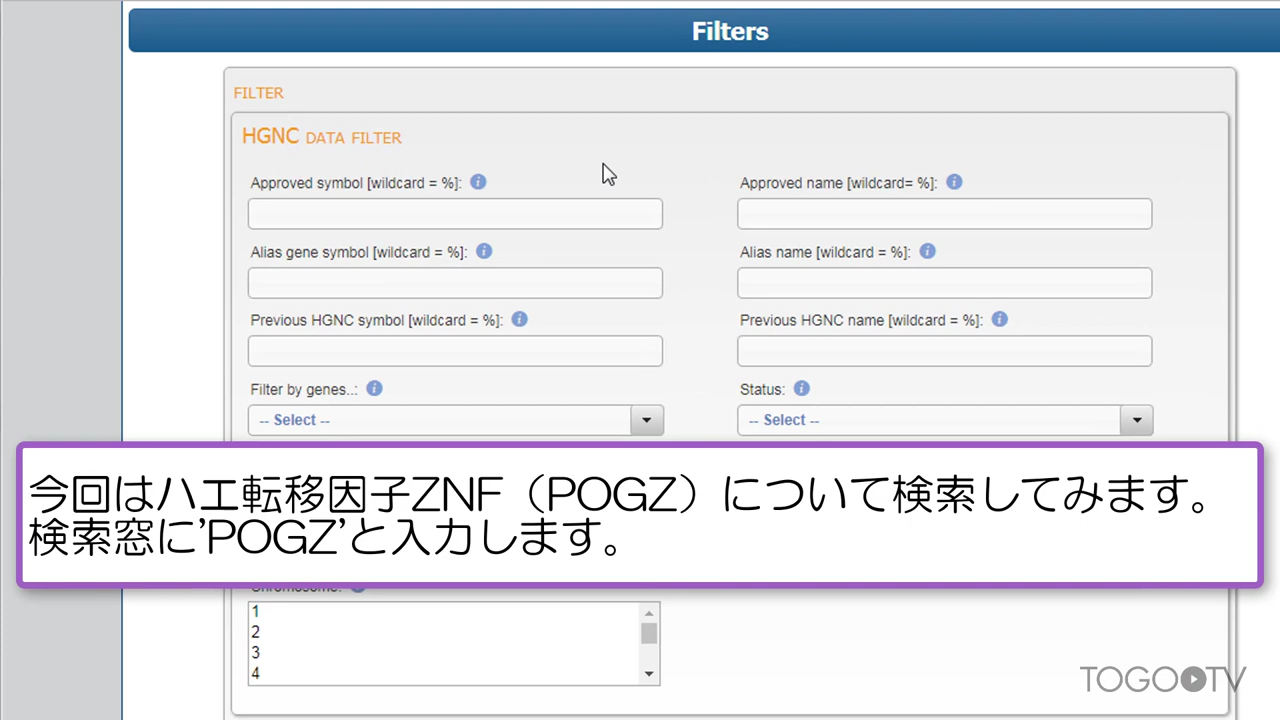 Filters
FILTER
HGNC DATA FILTER
Approved symbol [wildcard = %]:
Approved name [wildcard= %]:
Alias gene symbol [wildcard = %]:
Alias name [wildcard = %]:
Previous HGNC symbol [wildcard = %]:
Previous HGNC name [wildcard = %]:
Filter by genes..:
Status:
-- Select --
-- Select --
今回はハエ転移因子ZNF（POGZ）について検索してみます。
検索窓に'POGZ'と入力します。
Chromosome:
1
2
3
4
TOGOTV